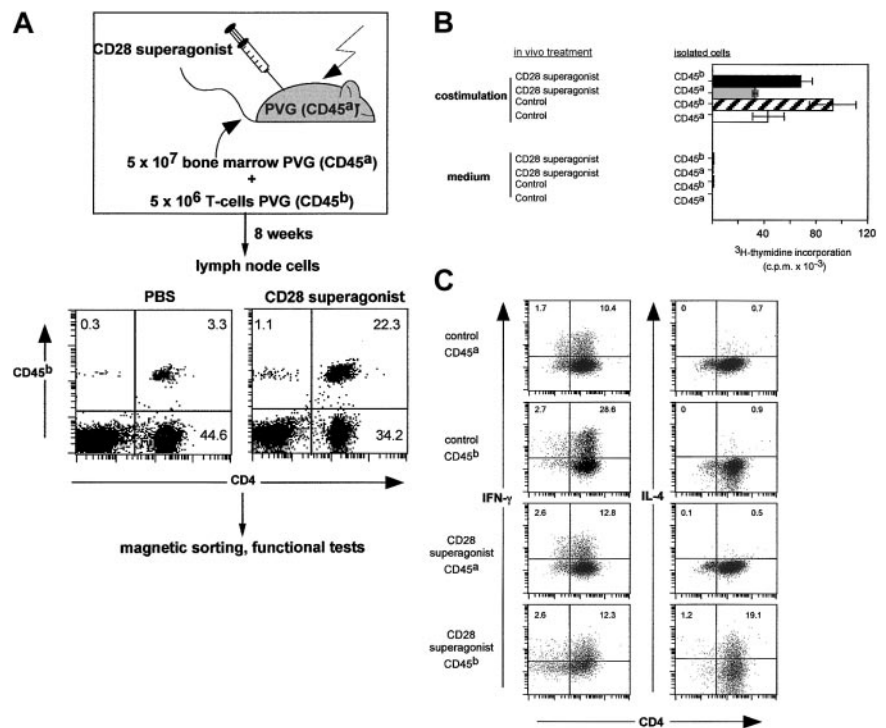 A
CD28 superagonist
PVG (CD45a)
5 x 10^7 bone marrow PVG (CD45a)
+
5 x 10^6 T-cells PVG (CD45b)
8 weeks
lymph node cells
PBS
CD28 superagonist
0.3
3.3
1.1
22.3
CD45b
44.6
34.2
CD4
magnetic sorting, functional tests
B
in vivo treatment
isolated cells
costimulation
CD28 superagonist
CD45b
CD28 superagonist
CD45a
Control
CD45b
Control
CD45a
medium
CD28 superagonist
CD45b
CD28 superagonist
CD45a
Control
CD45b
Control
CD45a
0
40
80
120
3H-thymidine incorporation
(c.p.m. x 10^-3)
C
control
CD45a
1.7
10.4
0
0.7
control
CD45b
2.7
28.6
0
0.9
IFN-γ
IL-4
CD28
superagonist
CD45a
2.6
12.8
0.1
0.5
CD28
superagonist
CD45b
2.6
12.3
1.2
19.1
CD4